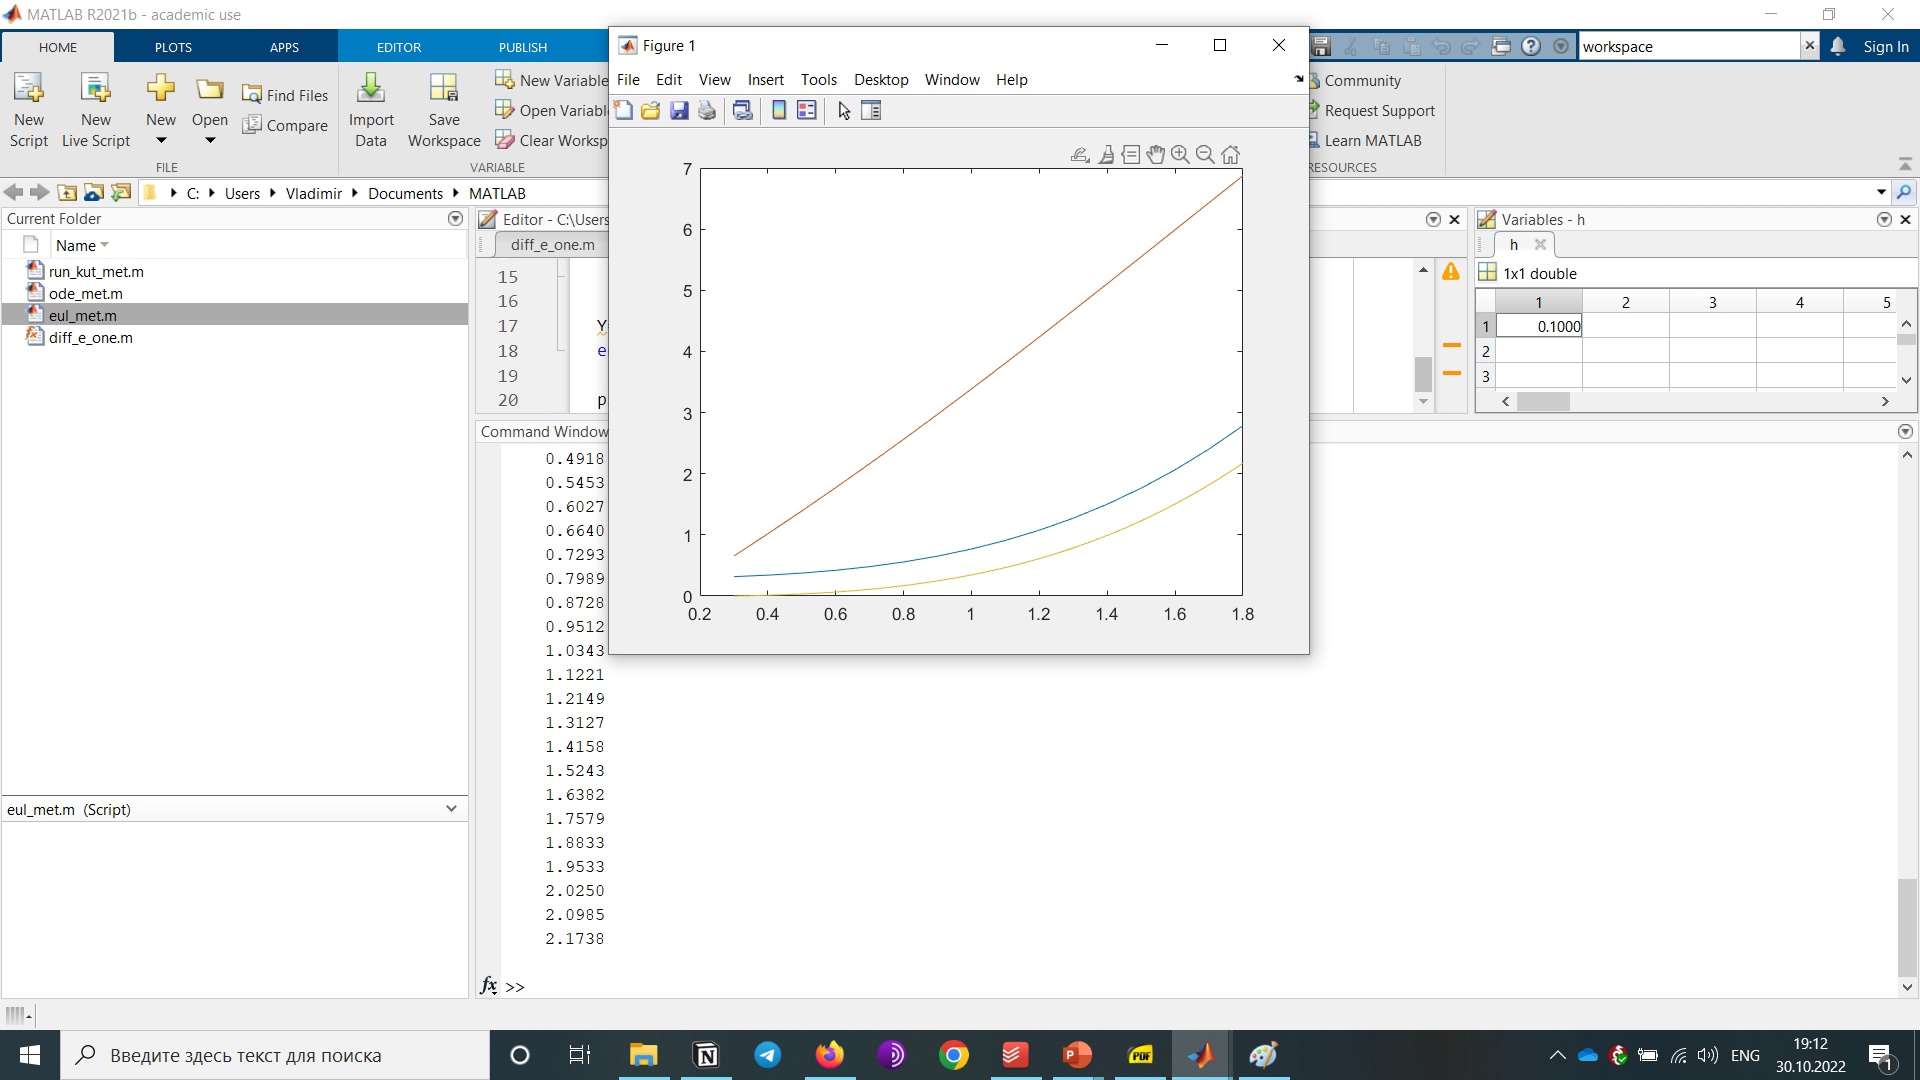 MATLAB R2021b - academic use
HOME PLOTS APPS EDITOR PUBLISH
workspace
Sign In
New Script
New Live Script
New
Open
Find Files
Compare
FILE
Import Data
Save Workspace
New Variable
Open Variabl
Clear Worksp
VARIABLE
Community
Request Support
Learn MATLAB
RESOURCES
C: Users Vladimir Documents MATLAB
Current Folder
Name
run_kut_met.m
ode_met.m
eul_met.m
diff_e_one.m
eul_met.m (Script)
Editor - C:\Users
diff_e_one.m
15
16
17 Y
18 e
19
20 p
Command Window
0.4918
0.5453
0.6027
0.6640
0.7293
0.7989
0.8728
0.9512
1.0343
1.1221
1.2149
1.3127
1.4158
1.5243
1.6382
1.7579
1.8833
1.9533
2.0250
2.0985
2.1738
fx >>
Figure 1
File Edit View Insert Tools Desktop Window Help
7
6
5
4
3
2
1
0
0.2 0.4 0.6 0.8 1 1.2 1.4 1.6 1.8
Variables - h
h
1x1 double
1 2 3 4 5
1 0.1000
2
3
Введите здесь текст для поиска
N
P
PDF
ENG
19:12
30.10.2022
1